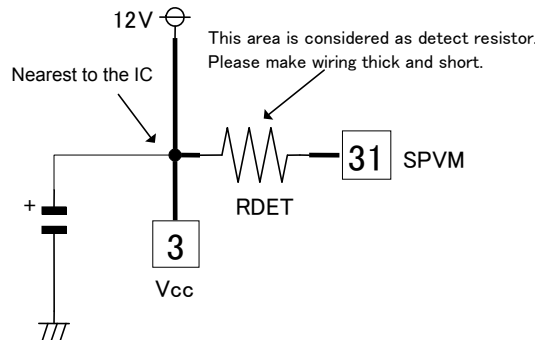 12V
This area is considered as detect resistor.
Please make wiring thick and short.
Nearest to the IC
31 SPVM
+
RDET
3
Vcc